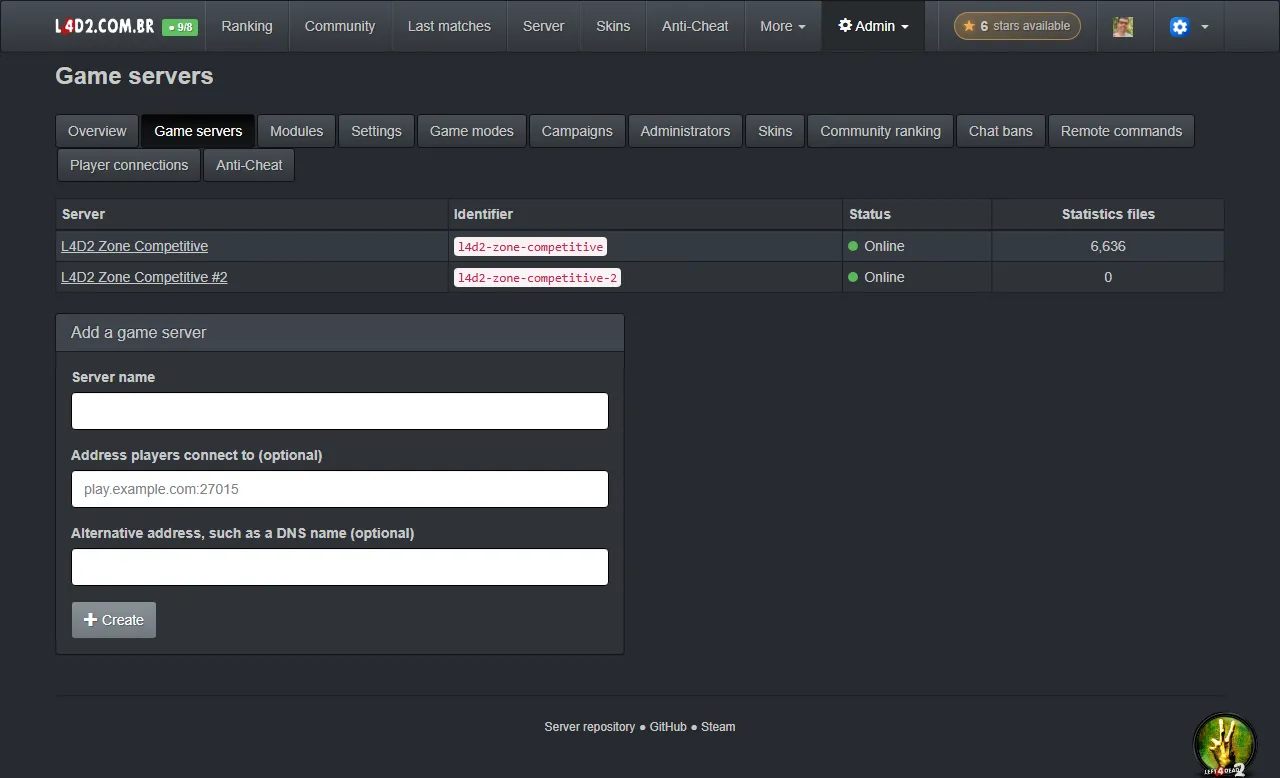 L4D2.COM.BR 9/8 Ranking Community Last matches Server Skins Anti-Cheat More Admin 6 stars available
Game servers
Overview Game servers Modules Settings Game modes Campaigns Administrators Skins Community ranking Chat bans Remote commands
Player connections Anti-Cheat
Server Identifier Status Statistics files
L4D2 Zone Competitive l4d2-zone-competitive Online 6,636
L4D2 Zone Competitive #2 l4d2-zone-competitive-2 Online 0
Add a game server
Server name
Address players connect to (optional)
play.example.com:27015
Alternative address, such as a DNS name (optional)
Create
Server repository ● GitHub ● Steam
LEFT 4 DEAD 2